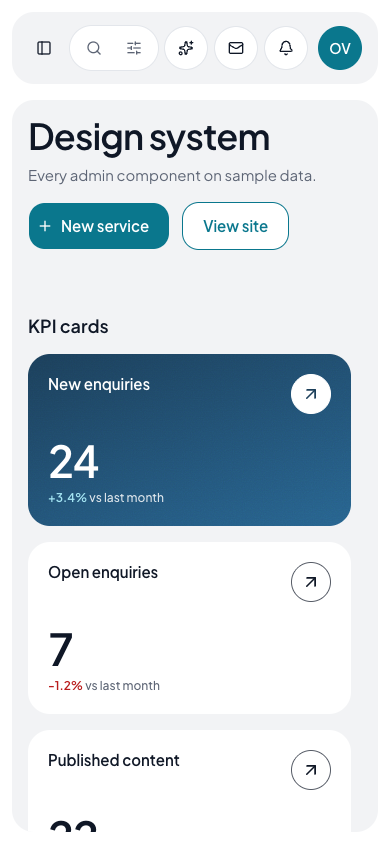 OV
Design system
Every admin component on sample data.
New service
View site
KPI cards
New enquiries
24
+3.4% vs last month
Open enquiries
7
-1.2% vs last month
Published content